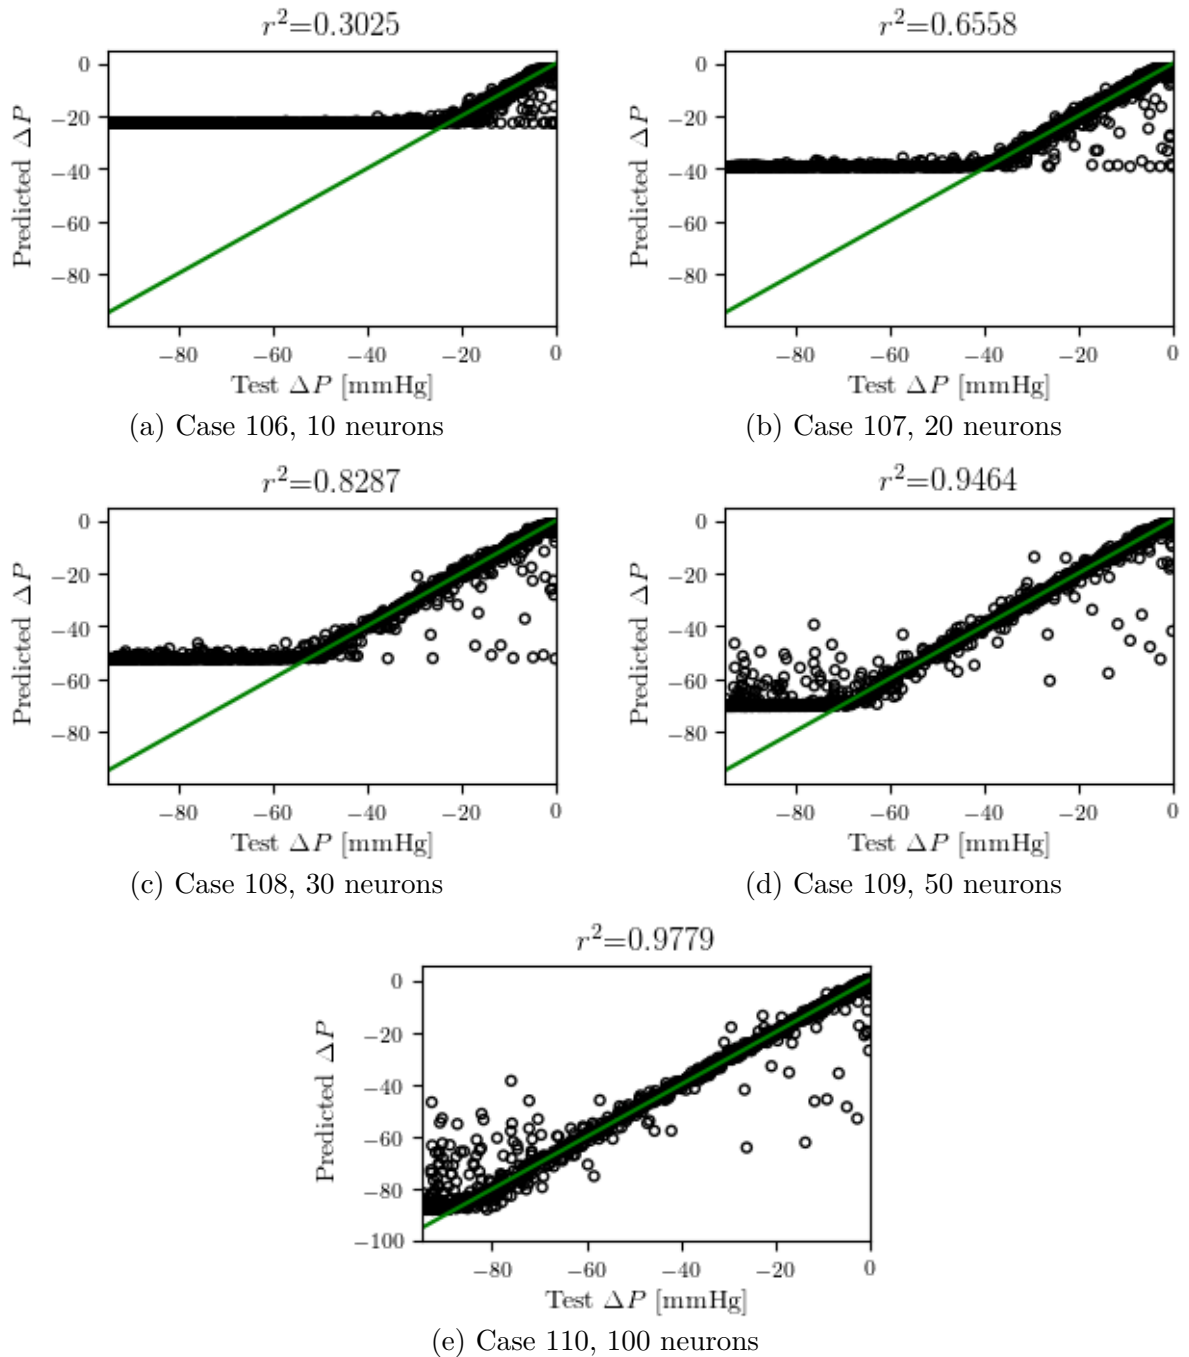 r²=0.3025
0
−20
−40
−60
−80
Predicted ΔP
−80 −60 −40 −20 0
Test ΔP [mmHg]
(a) Case 106, 10 neurons
r²=0.6558
0
−20
−40
−60
−80
Predicted ΔP
−80 −60 −40 −20 0
Test ΔP [mmHg]
(b) Case 107, 20 neurons
r²=0.8287
0
−20
−40
−60
−80
Predicted ΔP
−80 −60 −40 −20 0
Test ΔP [mmHg]
(c) Case 108, 30 neurons
r²=0.9464
0
−20
−40
−60
−80
Predicted ΔP
−80 −60 −40 −20 0
Test ΔP [mmHg]
(d) Case 109, 50 neurons
r²=0.9779
0
−20
−40
−60
−80
−100
Predicted ΔP
−80 −60 −40 −20 0
Test ΔP [mmHg]
(e) Case 110, 100 neurons